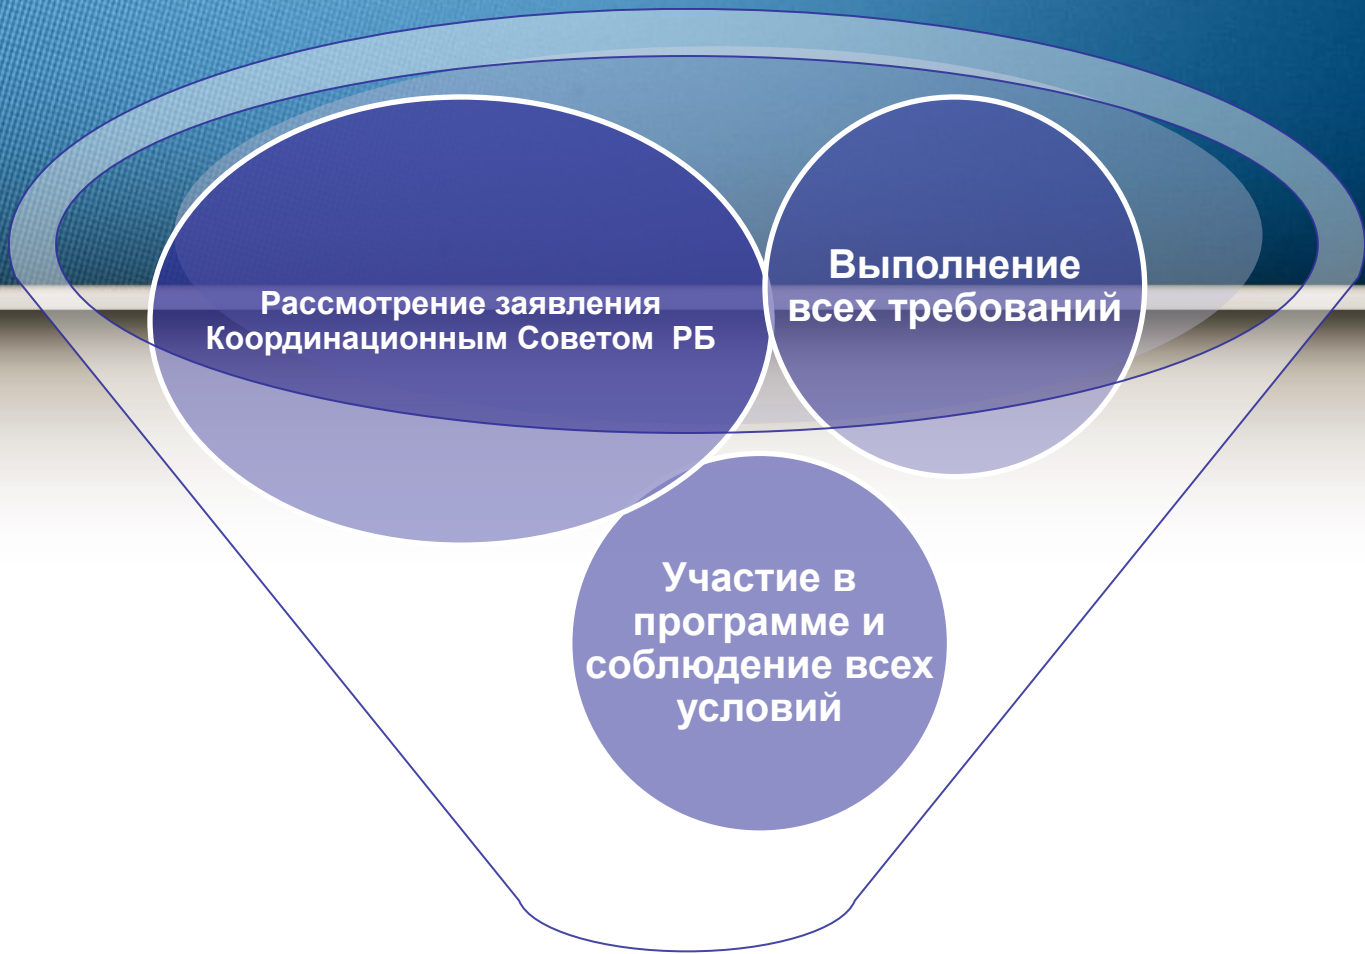 Рассмотрение заявления
Координационным Советом РБ
Выполнение
всех требований
Участие в
программе и
соблюдение всех
условий